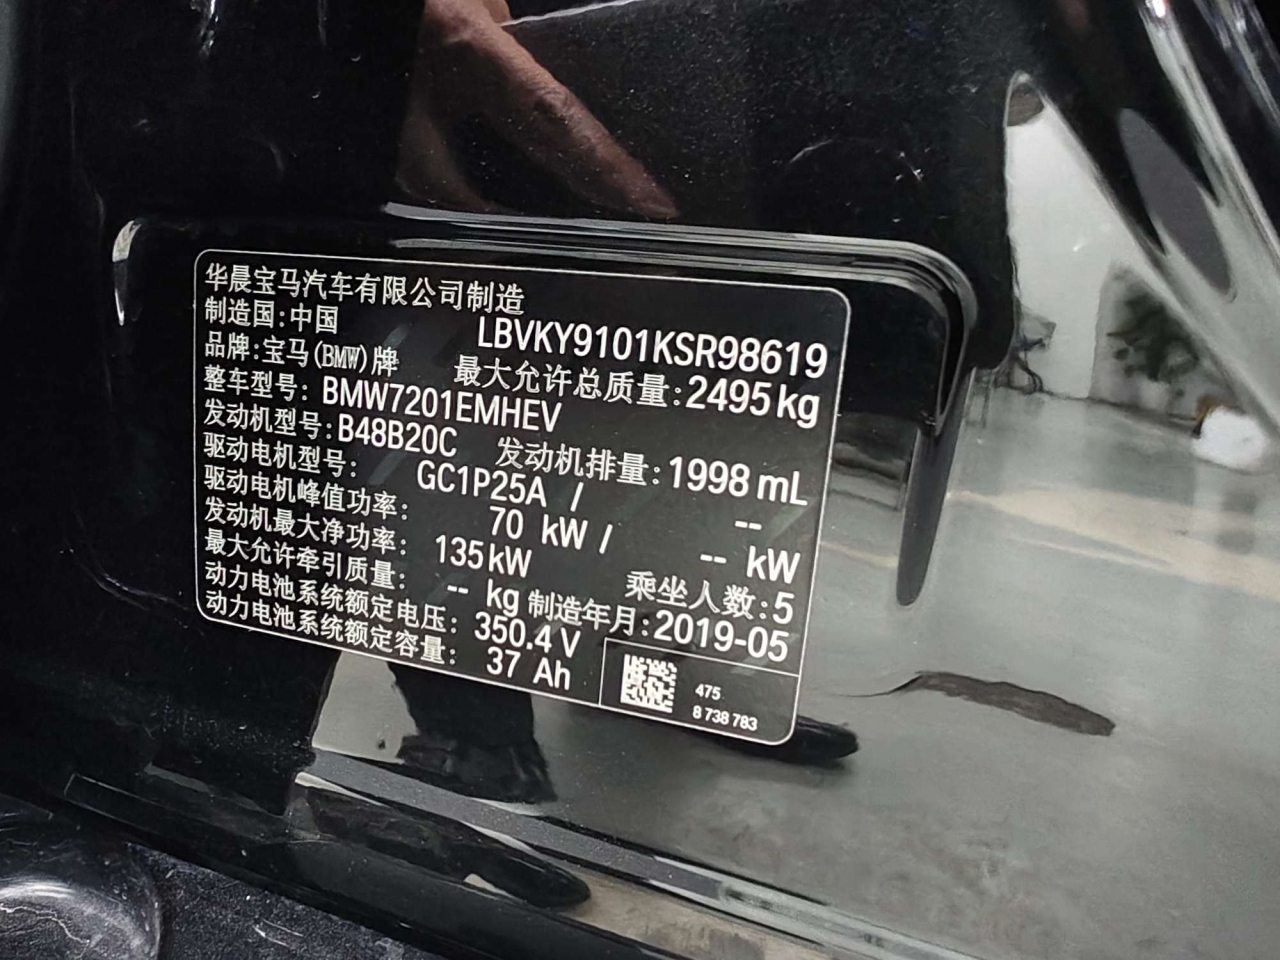 华晨宝马汽车有限公司制造
制造国:中国 LBVKY9101KSR98619
品牌:宝马(BMW)牌 最大允许总质量:2495kg
整车型号: BMW7201EMHEV
发动机型号:B48B20C 发动机排量:1998 mL
驱动电机型号: GC1P25A / --
驱动电机峰值功率: 70 kW / -- kW
发动机最大净功率: 135kW 乘坐人数:5
最大允许牵引质量: -- kg 制造年月:2019-05
动力电池系统额定电压: 350.4 V
动力电池系统额定容量: 37 Ah
475
8 738 783